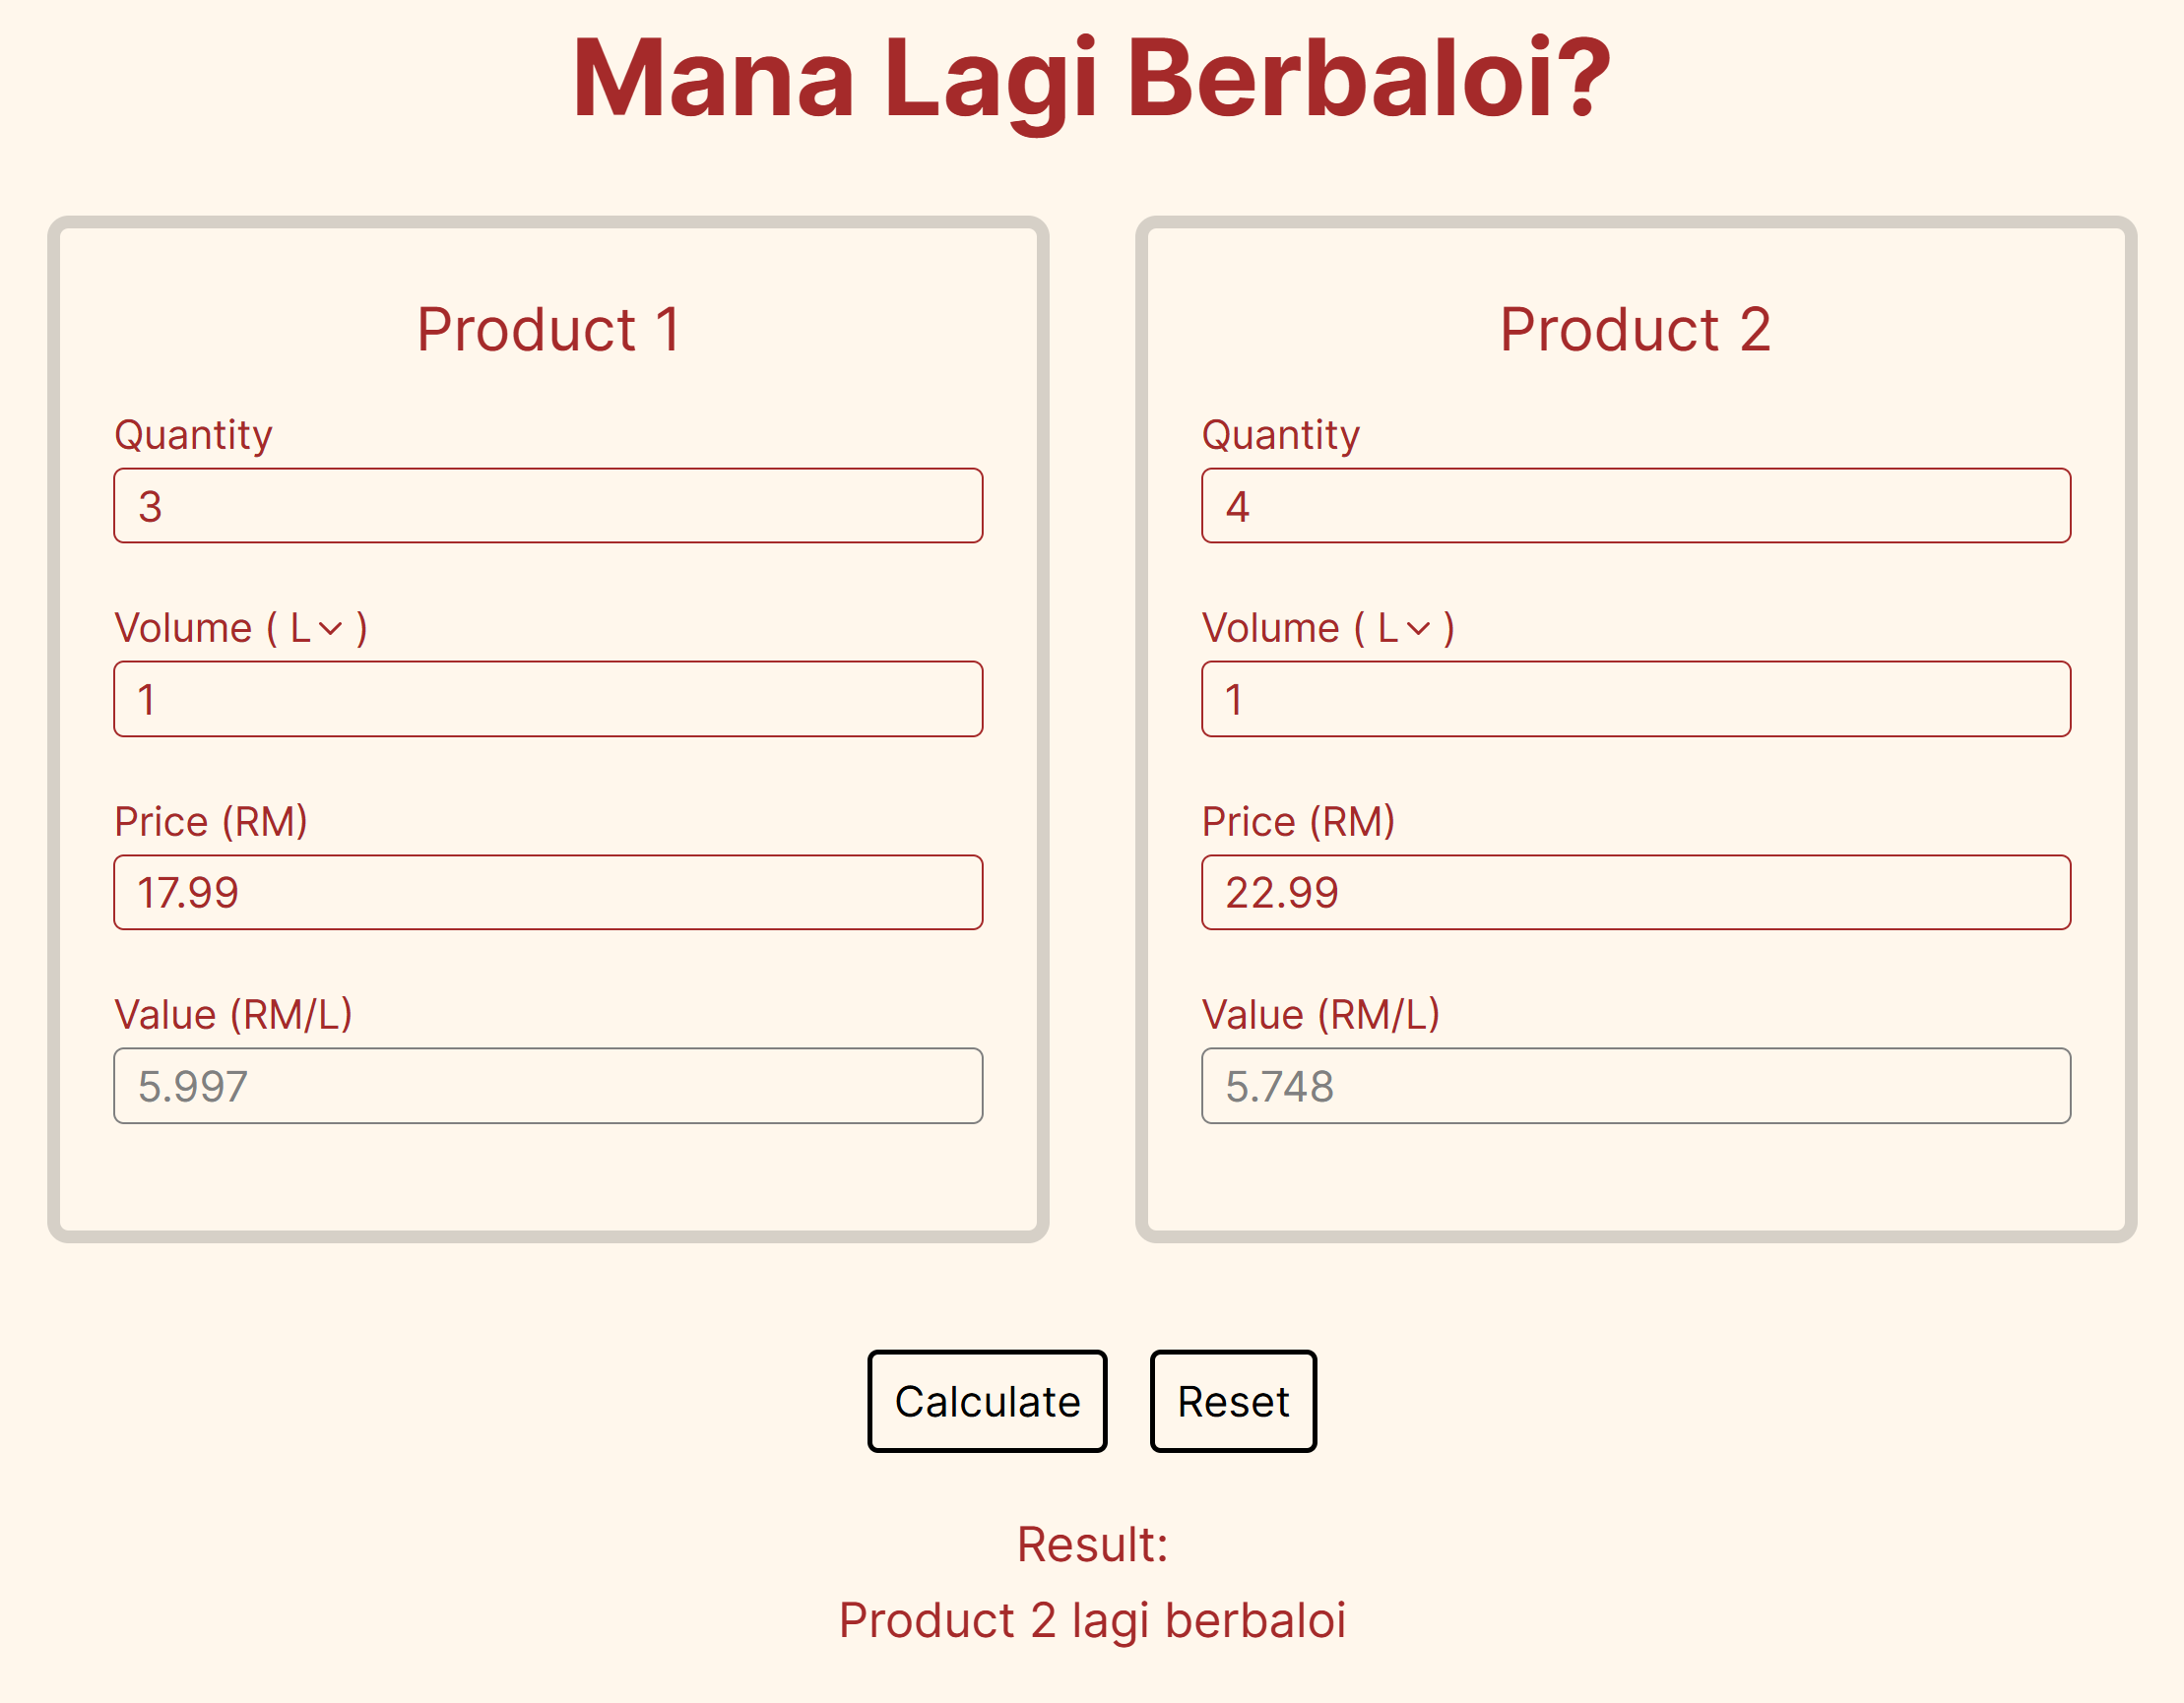 Mana Lagi Berbaloi?
Product 1
Quantity
3
Volume ( L )
1
Price (RM)
17.99
Value (RM/L)
5.997
Product 2
Quantity
4
Volume ( L )
1
Price (RM)
22.99
Value (RM/L)
5.748
Calculate
Reset
Result:
Product 2 lagi berbaloi